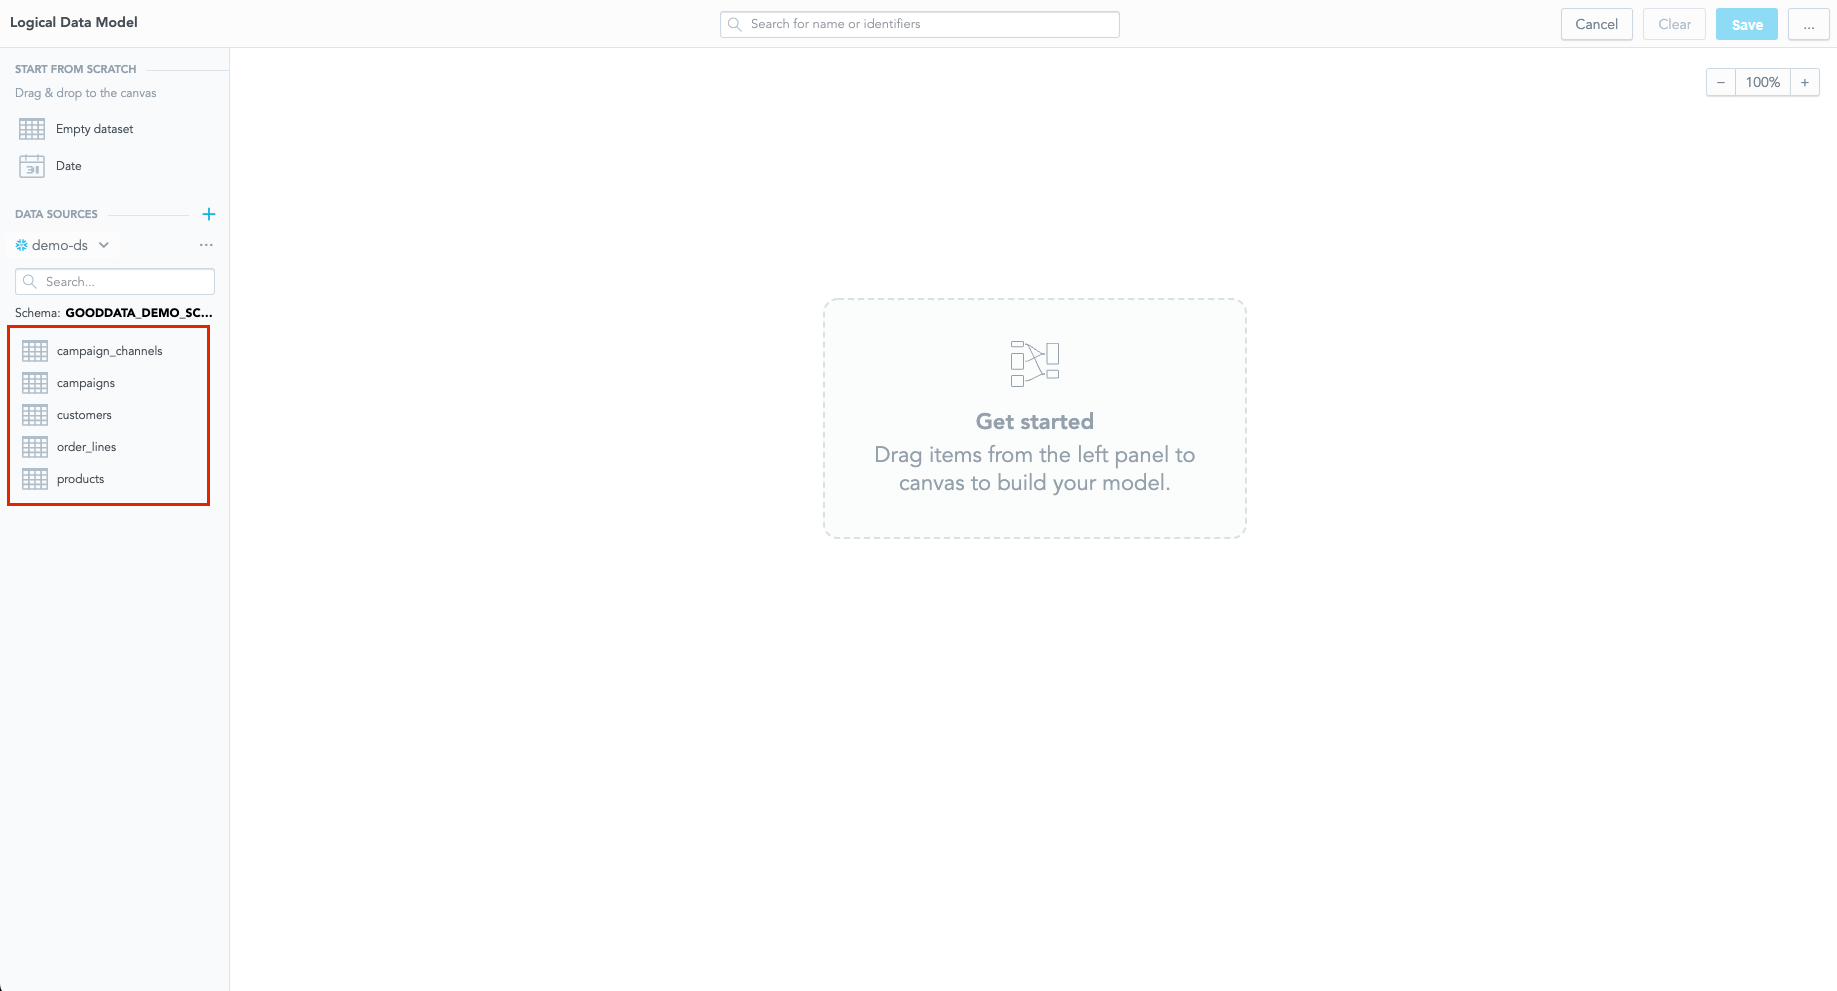 Logical Data Model
Search for name or identifiers
Cancel
Clear
Save
...
START FROM SCRATCH
Drag & drop to the canvas
Empty dataset
31
Date
DATA SOURCES
+
demo-ds
...
Search...
Schema: GOODDATA_DEMO_SC...
campaign_channels
campaigns
customers
order_lines
products
− 100% +
Get started
Drag items from the left panel to
canvas to build your model.